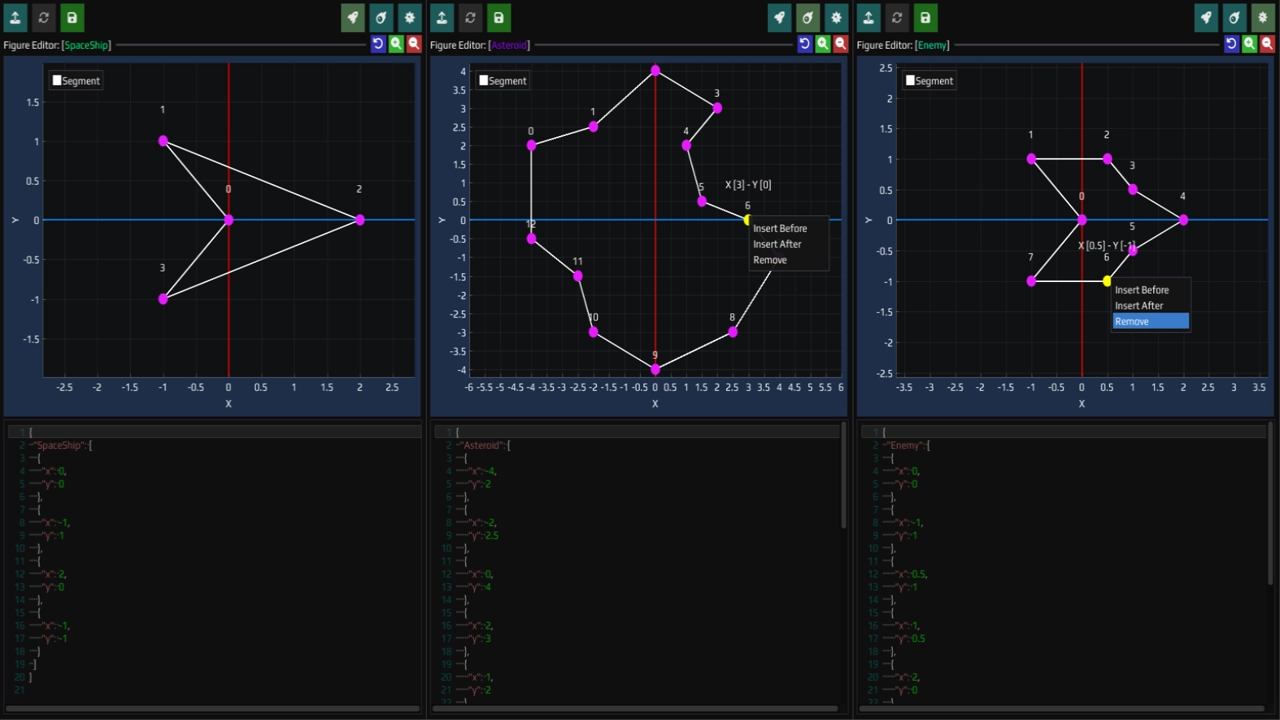 Figure Editor: [SpaceShip]
Segment
1
0
2
3
1.5
1
0.5
0
-0.5
-1
-1.5
Y
-2.5 -2 -1.5 -1 -0.5 0 0.5 1 1.5 2 2.5
X
1 [
2 "SpaceShip": [
3 {
4 "x": 0,
5 "y": 0
6 },
7 {
8 "x": -1,
9 "y": 1
10 },
11 {
12 "x": 2,
13 "y": 0
14 },
15 {
16 "x": -1,
17 "y": -1
18 }
19 ]
20 ]
21
Figure Editor: [Asteroid]
Segment
3
1
0
4
X [3] - Y [0]
5
6
12
Insert Before
Insert After
Remove
11
10
8
9
4
3.5
3
2.5
2
1.5
1
0.5
0
-0.5
-1
-1.5
-2
-2.5
-3
-3.5
-4
Y
-6 -5.5 -5 -4.5 -4 -3.5 -3 -2.5 -2 -1.5 -1 -0.5 0 0.5 1 1.5 2 2.5 3 3.5 4 4.5 5 5.5 6
X
1 [
2 "Asteroid": [
3 {
4 "x": -4,
5 "y": 2
6 },
7 {
8 "x": -2,
9 "y": 2.5
10 },
11 {
12 "x": 0,
13 "y": 4
14 },
15 {
16 "x": 2,
17 "y": 3
18 },
19 {
20 "x": 1,
21 "y": 2
22 },
Figure Editor: [Enemy]
Segment
1
2
3
0
4
5
X [0.5] - Y [-1]
7
6
Insert Before
Insert After
Remove
2.5
2
1.5
1
0.5
0
-0.5
-1
-1.5
-2
-2.5
Y
-3.5 -3 -2.5 -2 -1.5 -1 -0.5 0 0.5 1 1.5 2 2.5 3 3.5
X
1 [
2 "Enemy": [
3 {
4 "x": 0,
5 "y": 0
6 },
7 {
8 "x": -1,
9 "y": 1
10 },
11 {
12 "x": 0.5,
13 "y": 1
14 },
15 {
16 "x": 1,
17 "y": 0.5
18 },
19 {
20 "x": 2,
21 "y": 0
22 },